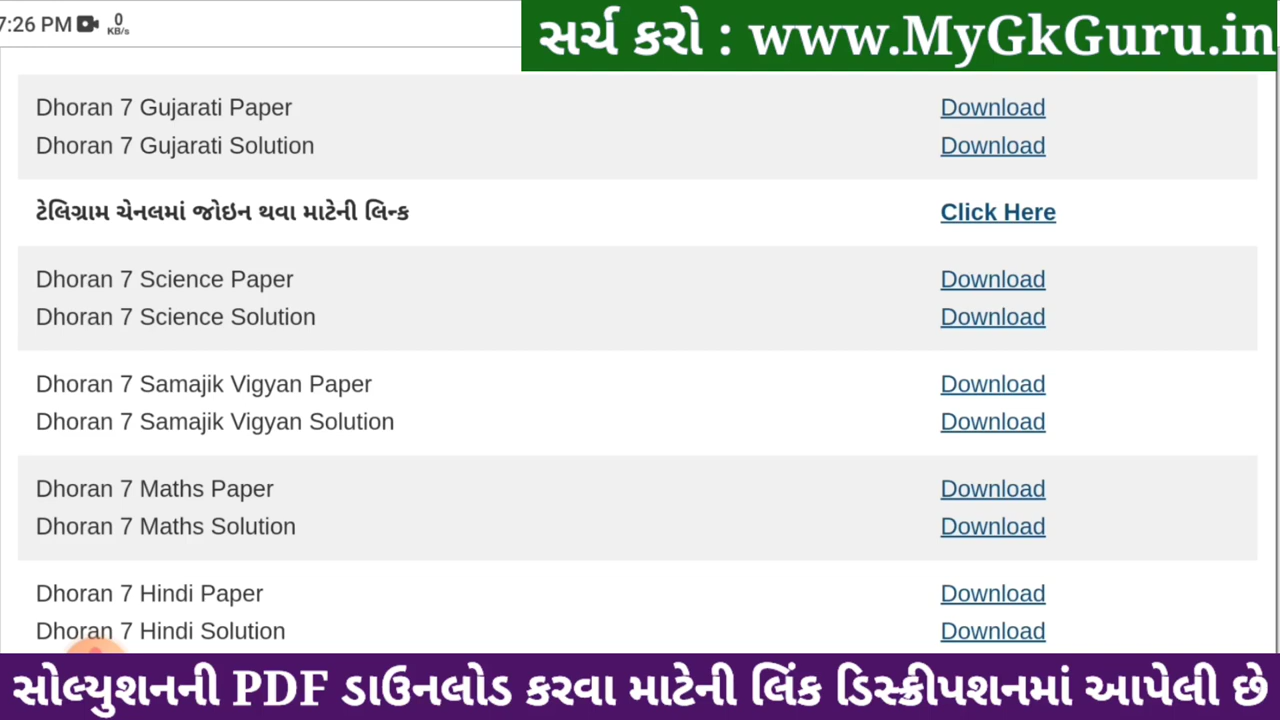 7:26 PM 0 KB/s
સર્ચ કરો : www.MyGkGuru.in
Dhoran 7 Gujarati Paper Download
Dhoran 7 Gujarati Solution Download
ટેલિગ્રામ ચેનલમાં જોઇન થવા માટેની લિન્ક Click Here
Dhoran 7 Science Paper Download
Dhoran 7 Science Solution Download
Dhoran 7 Samajik Vigyan Paper Download
Dhoran 7 Samajik Vigyan Solution Download
Dhoran 7 Maths Paper Download
Dhoran 7 Maths Solution Download
Dhoran 7 Hindi Paper Download
Dhoran 7 Hindi Solution Download
સોલ્યુશનની PDF ડાઉનલોડ કરવા માટેની લિંક ડિસ્ક્રીપશનમાં આપેલી છે